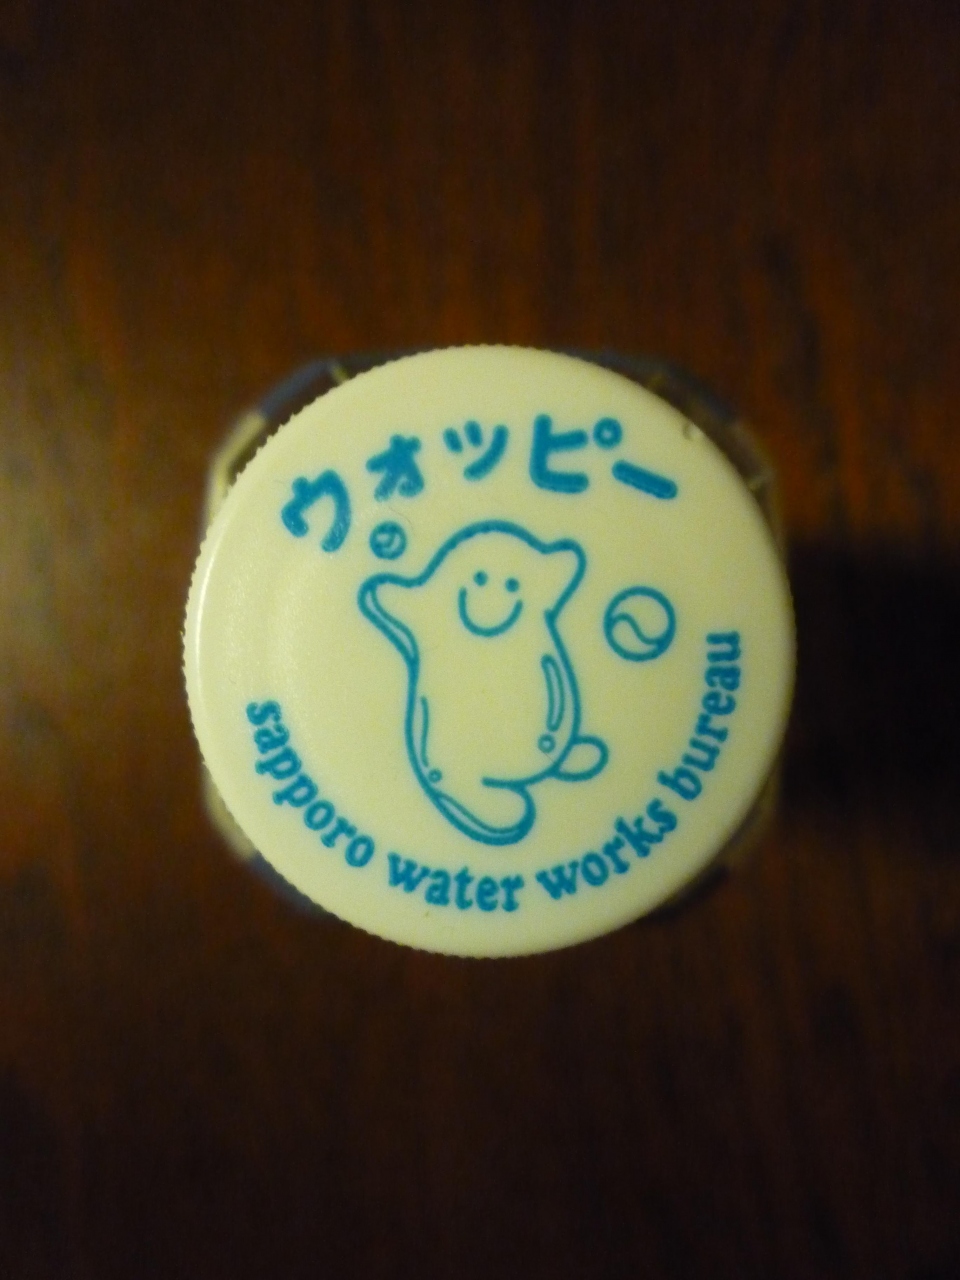 ウォッピー
sapporo water works bureau